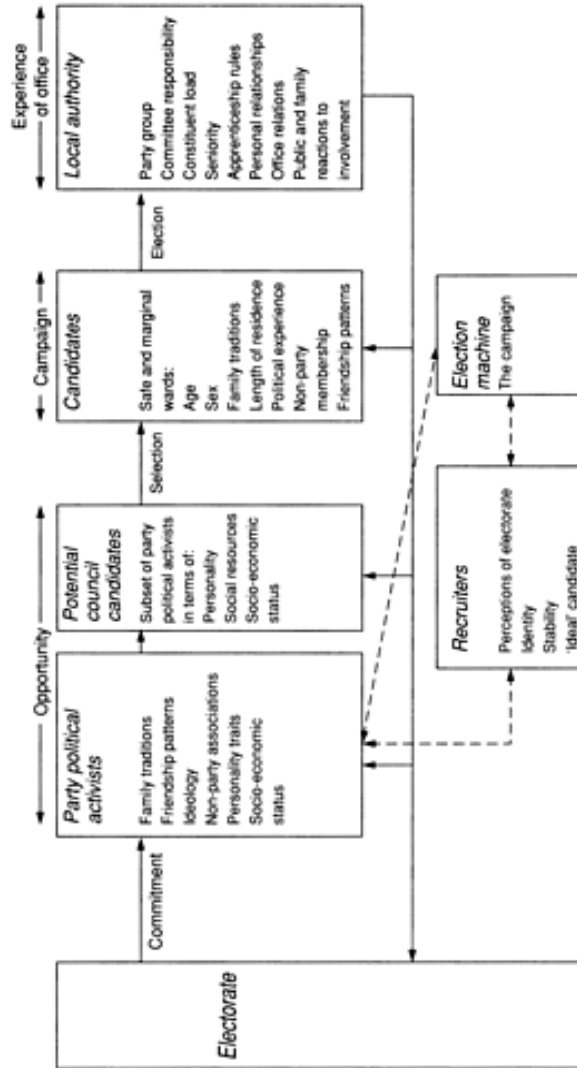 Opportunity
Campaign
Experience
of office
Electorate
Commitment
Party political
activists
Family traditions
Friendship patterns
Ideology
Non-party associations
Personality traits
Socio-economic
status
Potential
council
candidates
Subset of party
political activists
in terms of:
Personality
Social resources
Socio-economic
status
Selection
Candidates
Safe and marginal
wards:
Age
Sex
Family traditions
Length of residence
Political experience
Non-party
membership
Friendship patterns
Election
Local authority
Party group
Committee responsibility
Constituent load
Seniority
Apprenticeship rules
Personal relationships
Office relations
Public and family
reactions to
involvement
Recruiters
Perceptions of electorate
Identity
Stability
'Ideal' candidate
Election
machine
The campaign